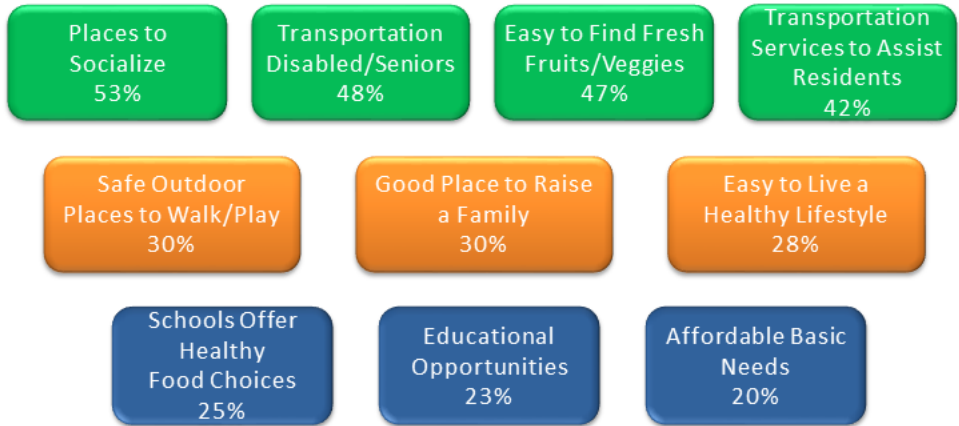 Places to
Socialize
53%
Transportation
Disabled/Seniors
48%
Easy to Find Fresh
Fruits/Veggies
47%
Transportation
Services to Assist
Residents
42%
Safe Outdoor
Places to Walk/Play
30%
Good Place to Raise
a Family
30%
Easy to Live a
Healthy Lifestyle
28%
Schools Offer
Healthy
Food Choices
25%
Educational
Opportunities
23%
Affordable Basic
Needs
20%